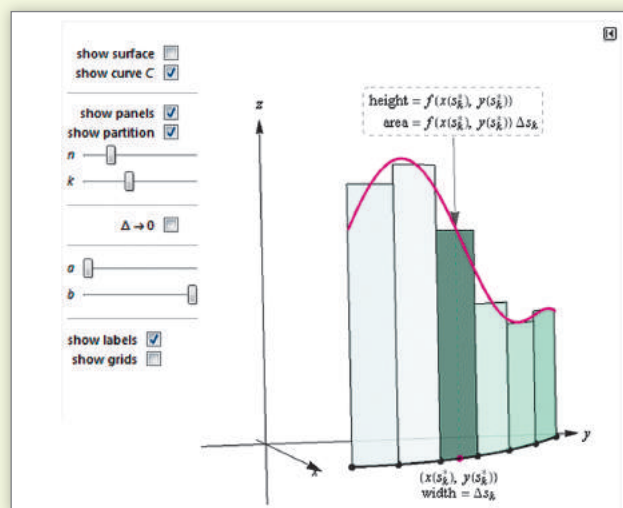 show surface
show curve C
show panels
show partition
n
k
Δ → 0
a
b
show labels
show grids
z
height = f(x(s*k), y(s*k))
area = f(x(s*k), y(s*k)) Δsk
y
x
(x(s*k), y(s*k))
width = Δsk